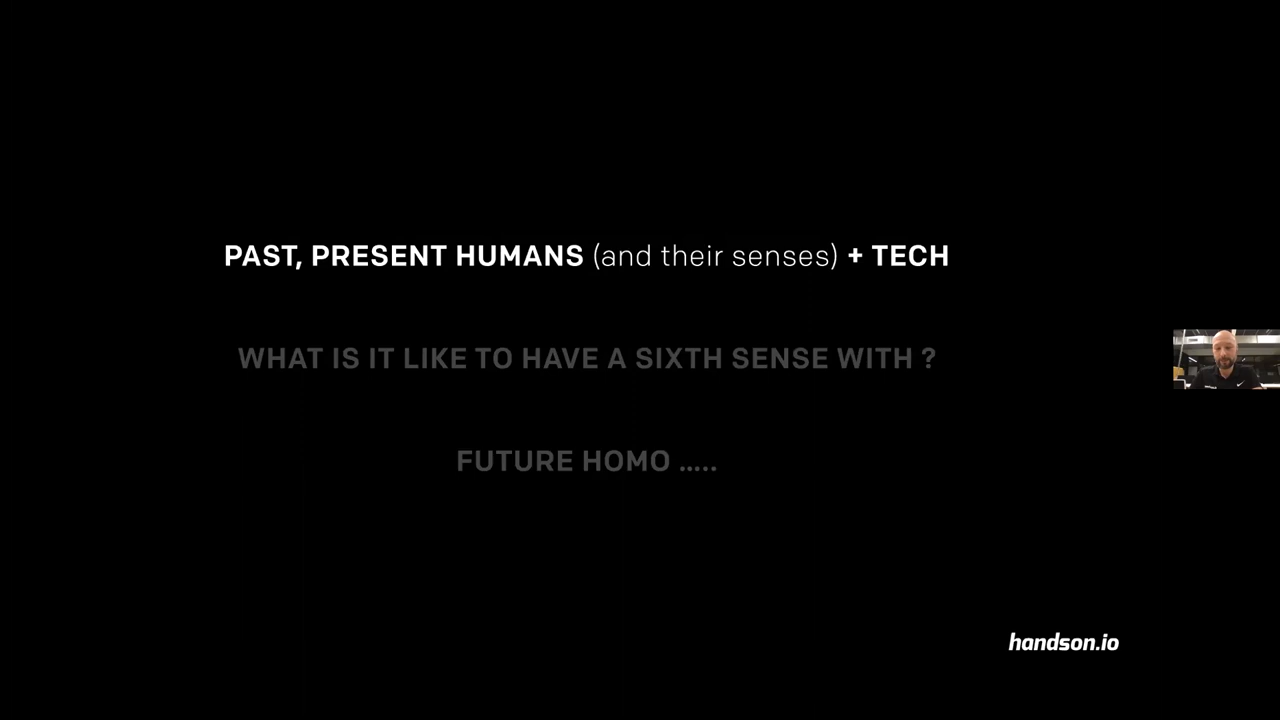 PAST, PRESENT HUMANS (and their senses) + TECH
WHAT IS IT LIKE TO HAVE A SIXTH SENSE WITH ?
FUTURE HOMO .....
handson.io